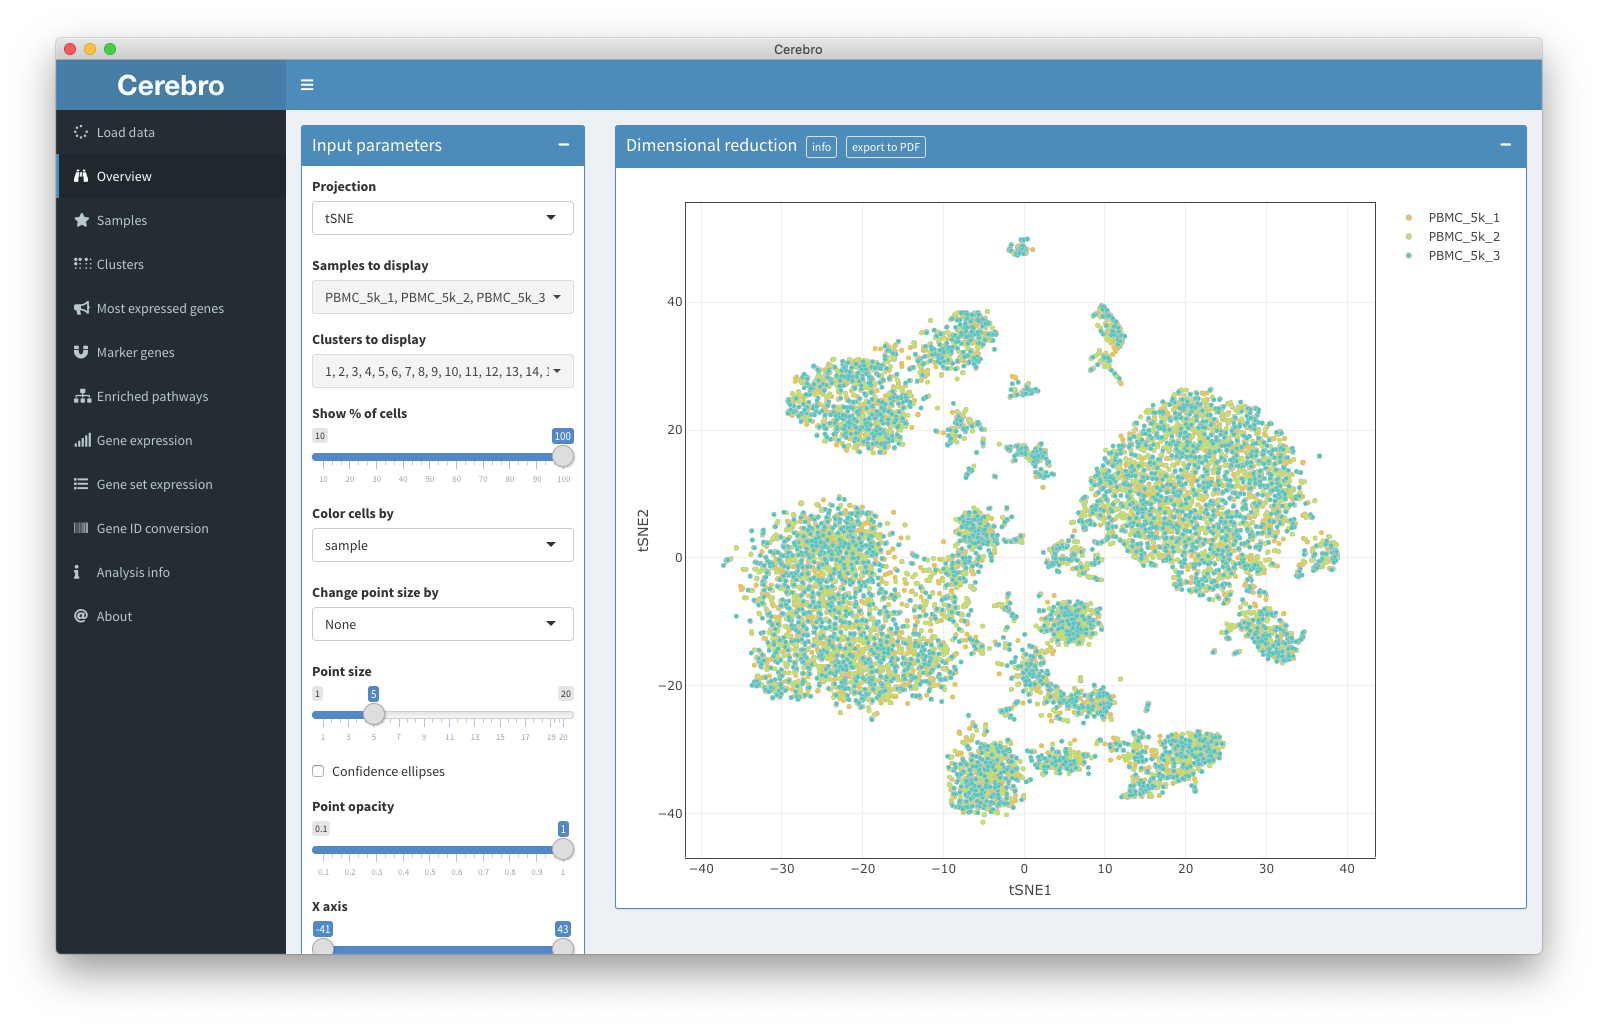 Cerebro
Cerebro
Load data
Overview
Samples
Clusters
Most expressed genes
Marker genes
Enriched pathways
Gene expression
Gene set expression
Gene ID conversion
Analysis info
About
Input parameters
Projection
tSNE
Samples to display
PBMC_5k_1, PBMC_5k_2, PBMC_5k_3
Clusters to display
1, 2, 3, 4, 5, 6, 7, 8, 9, 10, 11, 12, 13, 14, 1
Show % of cells
10 100
10 20 30 40 50 60 70 80 90 100
Color cells by
sample
Change point size by
None
Point size
1 5 20
1 3 5 7 9 11 13 15 17 19 20
Confidence ellipses
Point opacity
0.1 1
0.1 0.2 0.3 0.4 0.5 0.6 0.7 0.8 0.9 1
X axis
-41 43
Dimensional reduction info export to PDF
PBMC_5k_1
PBMC_5k_2
PBMC_5k_3
tSNE2
40
20
0
−20
−40
−40 −30 −20 −10 0 10 20 30 40
tSNE1